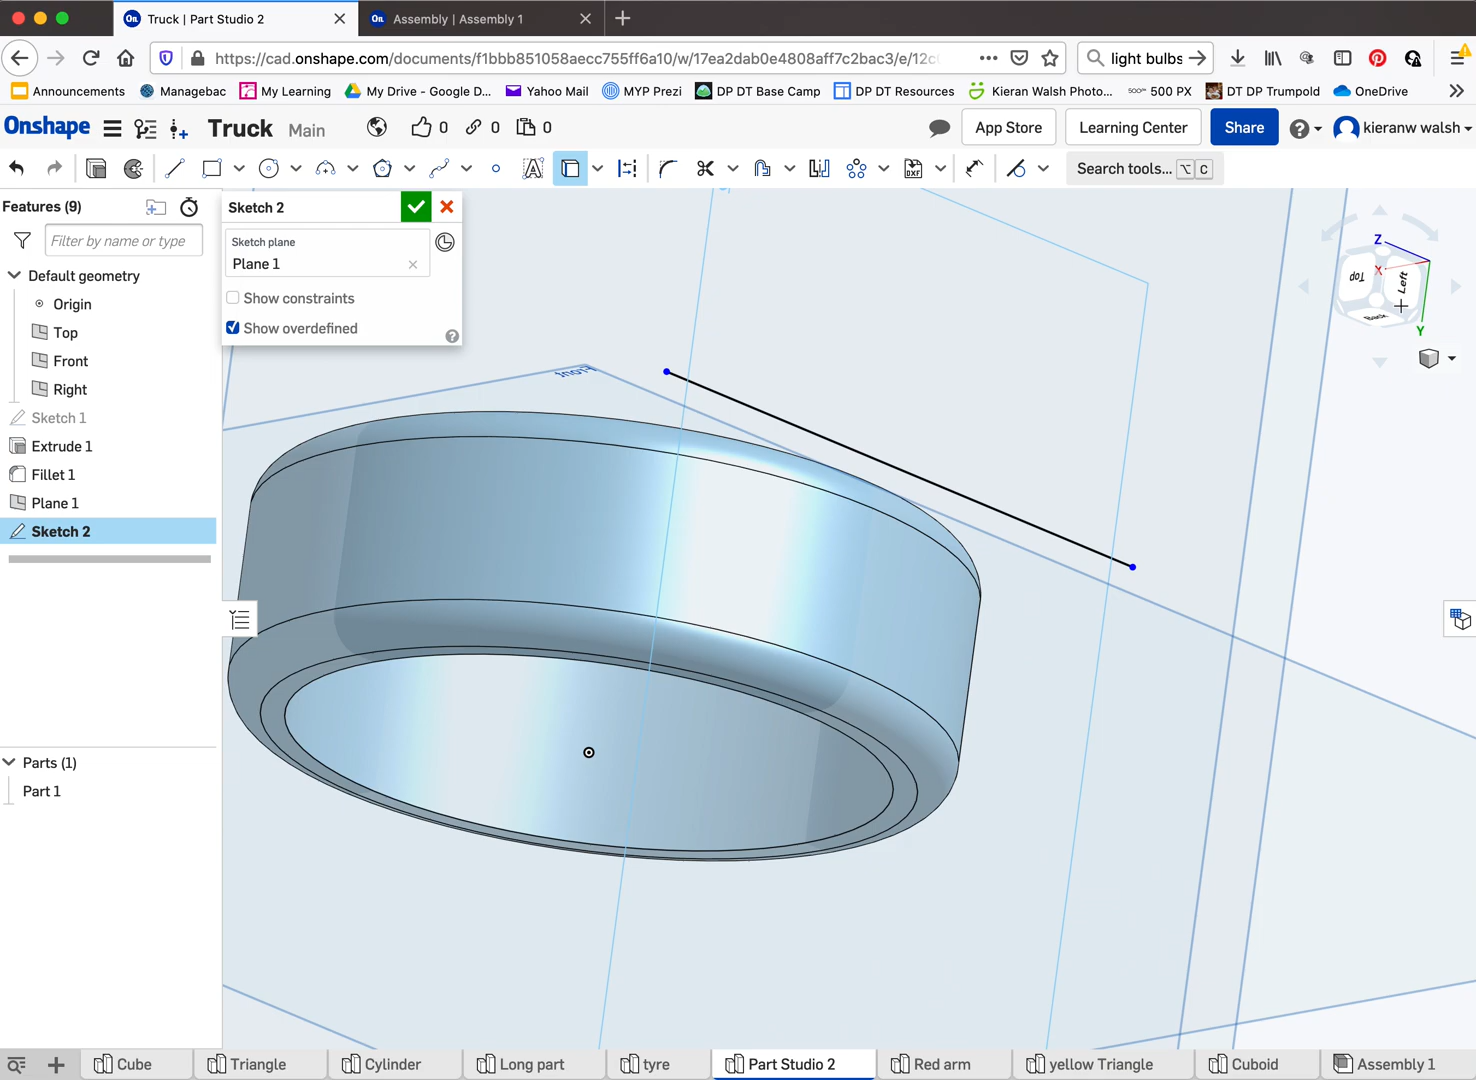 Truck | Part Studio 2
Assembly | Assembly 1
https://cad.onshape.com/documents/f1bbb851058aecc755ff6a10/w/17ea2dab0e4808aff7c2bac3/e/12c
light bulbs
Announcements
Managebac
My Learning
My Drive - Google D...
Yahoo Mail
MYP Prezi
DP DT Base Camp
DP DT Resources
Kieran Walsh Photo...
500 PX
DT DP Trumpold
OneDrive
Onshape
Truck Main
0
0
0
App Store
Learning Center
Share
kieranw walsh
DXF
Search tools... ⌥ C
Features (9)
Filter by name or type
Default geometry
Origin
Top
Front
Right
Sketch 1
Extrude 1
Fillet 1
Plane 1
Sketch 2
Sketch 2
Sketch plane
Plane 1
Show constraints
Show overdefined
Front
Z
X
Y
Top
Left
Back
Parts (1)
Part 1
Cube
Triangle
Cylinder
Long part
tyre
Part Studio 2
Red arm
yellow Triangle
Cuboid
Assembly 1